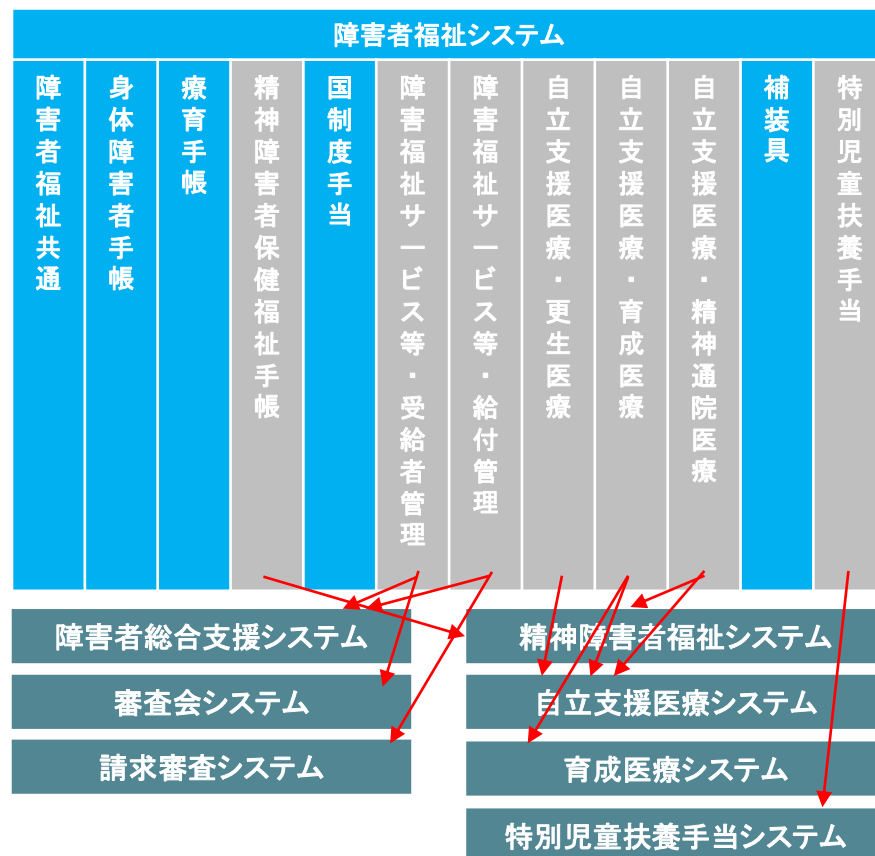 障害者福祉システム
障害者福祉共通
身体障害者手帳
療育手帳
精神障害者保健福祉手帳
国制度手当
障害福祉サービス等・受給者管理
障害福祉サービス等・給付管理
自立支援医療・更生医療
自立支援医療・育成医療
自立支援医療・精神通院医療
補装具
特別児童扶養手当
障害者総合支援システム
審査会システム
請求審査システム
精神障害者福祉システム
自立支援医療システム
育成医療システム
特別児童扶養手当システム